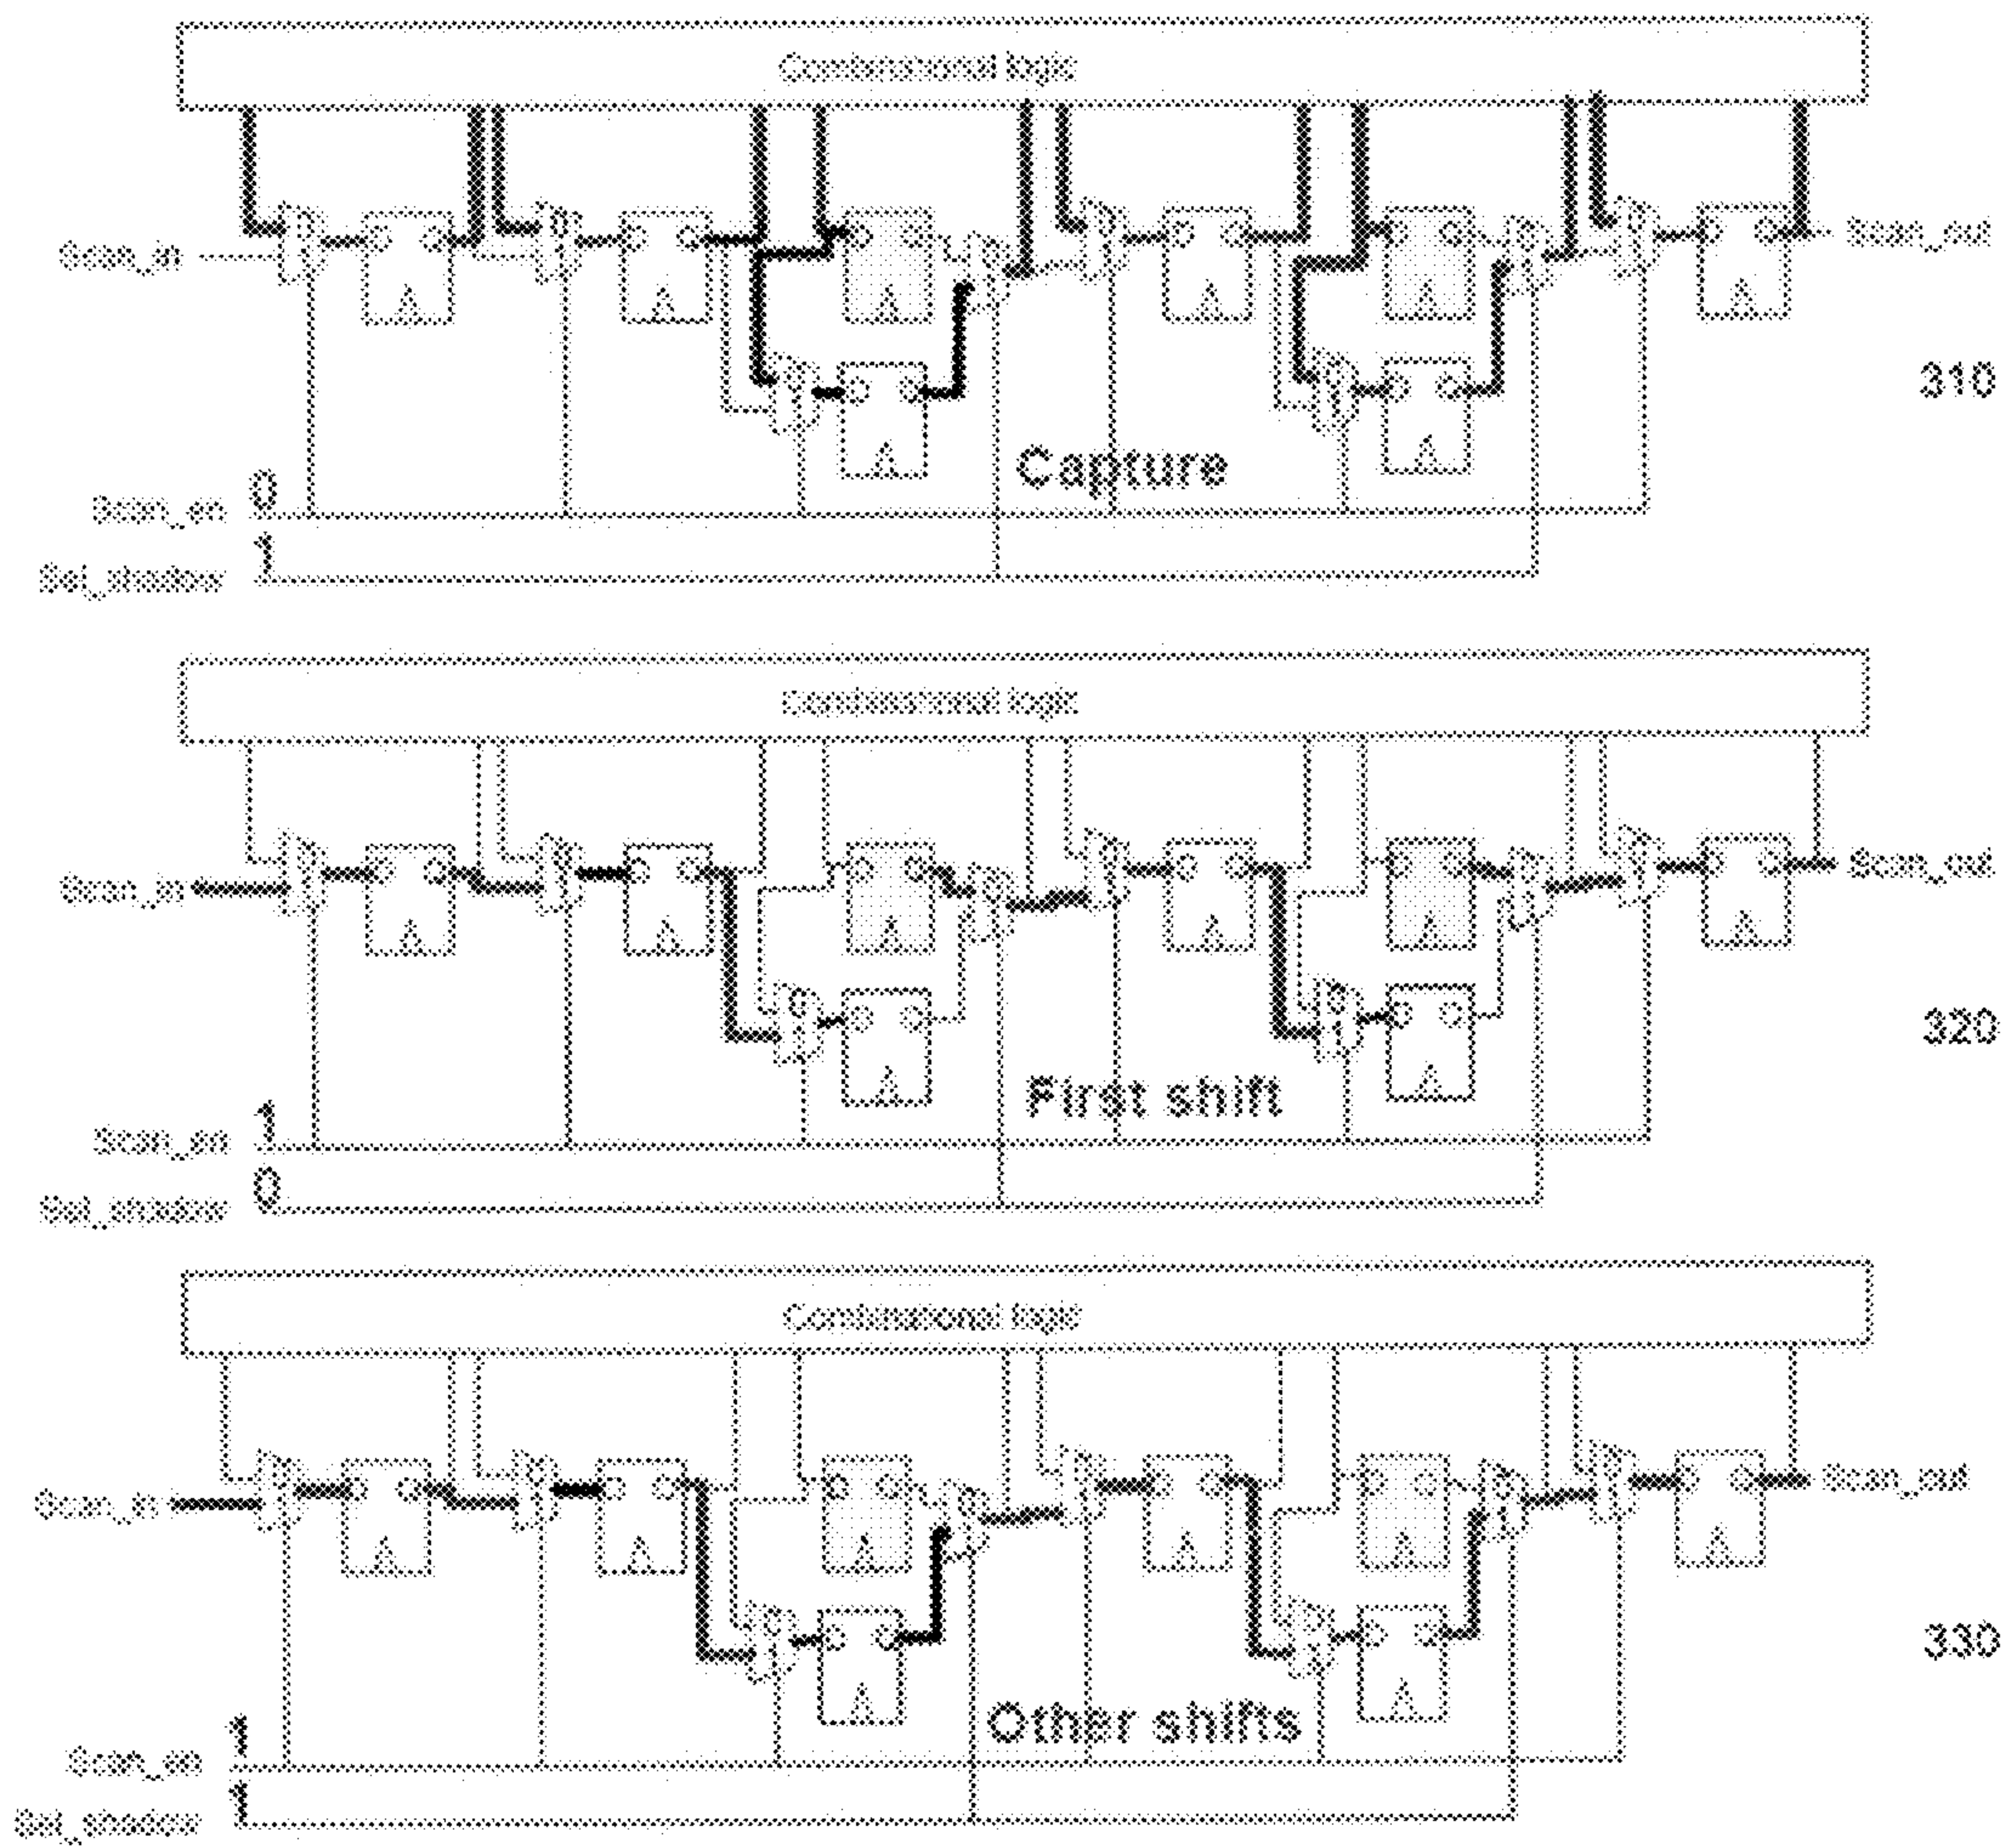 Combinational logic
Scan_in
Scan_out
310
Capture
Scan_en 0
Sel_shadow 1
Combinational logic
Scan_in
Scan_out
320
First shift
Scan_en 1
Sel_shadow 0
Combinational logic
Scan_in
Scan_out
330
Other shifts
Scan_en 1
Sel_shadow 1